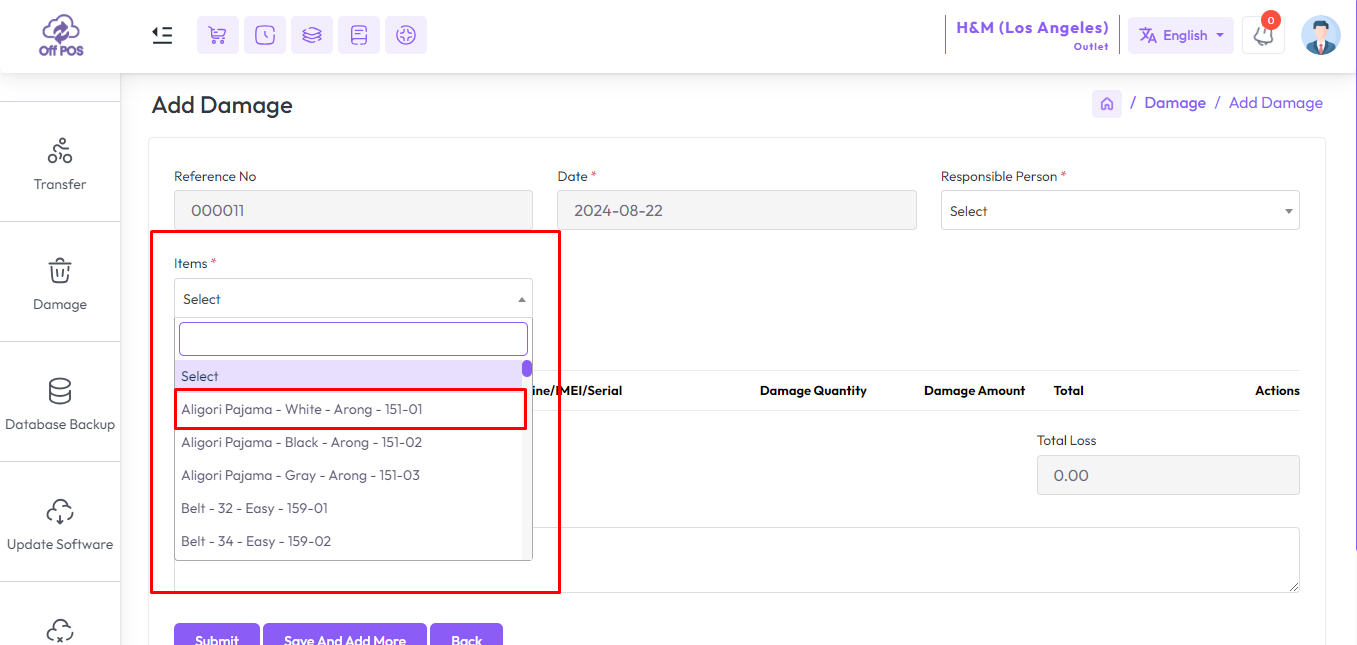 Off POS
H&M (Los Angeles)
Outlet
English
0
Add Damage
/ Damage / Add Damage
Transfer
Damage
Database Backup
Update Software
Reference No
000011
Date *
2024-08-22
Responsible Person *
Select
Items *
Select
Select
Aligori Pajama - White - Arong - 151-01
Aligori Pajama - Black - Arong - 151-02
Aligori Pajama - Gray - Arong - 151-03
Belt - 32 - Easy - 159-01
Belt - 34 - Easy - 159-02
ine/IMEI/Serial Damage Quantity Damage Amount Total Actions
Total Loss
0.00
Submit Save And Add More Back